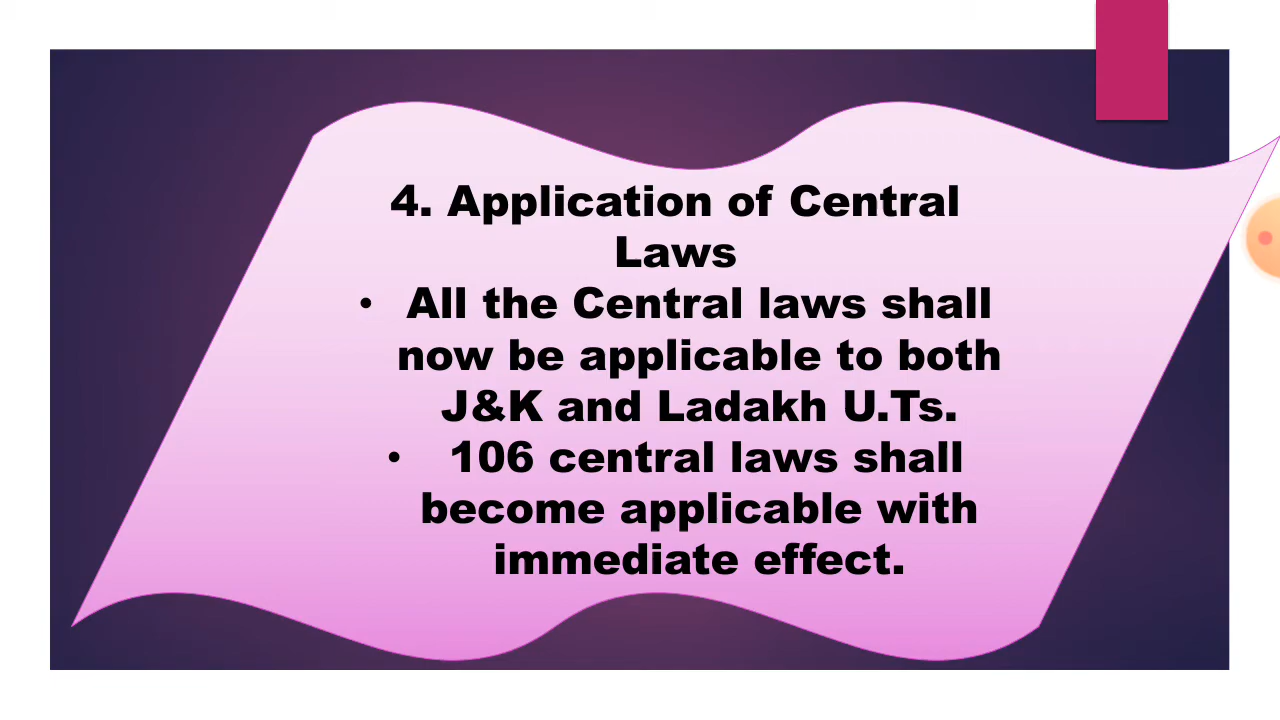 4. Application of Central
Laws
• All the Central laws shall
now be applicable to both
J&K and Ladakh U.Ts.
• 106 central laws shall
become applicable with
immediate effect.